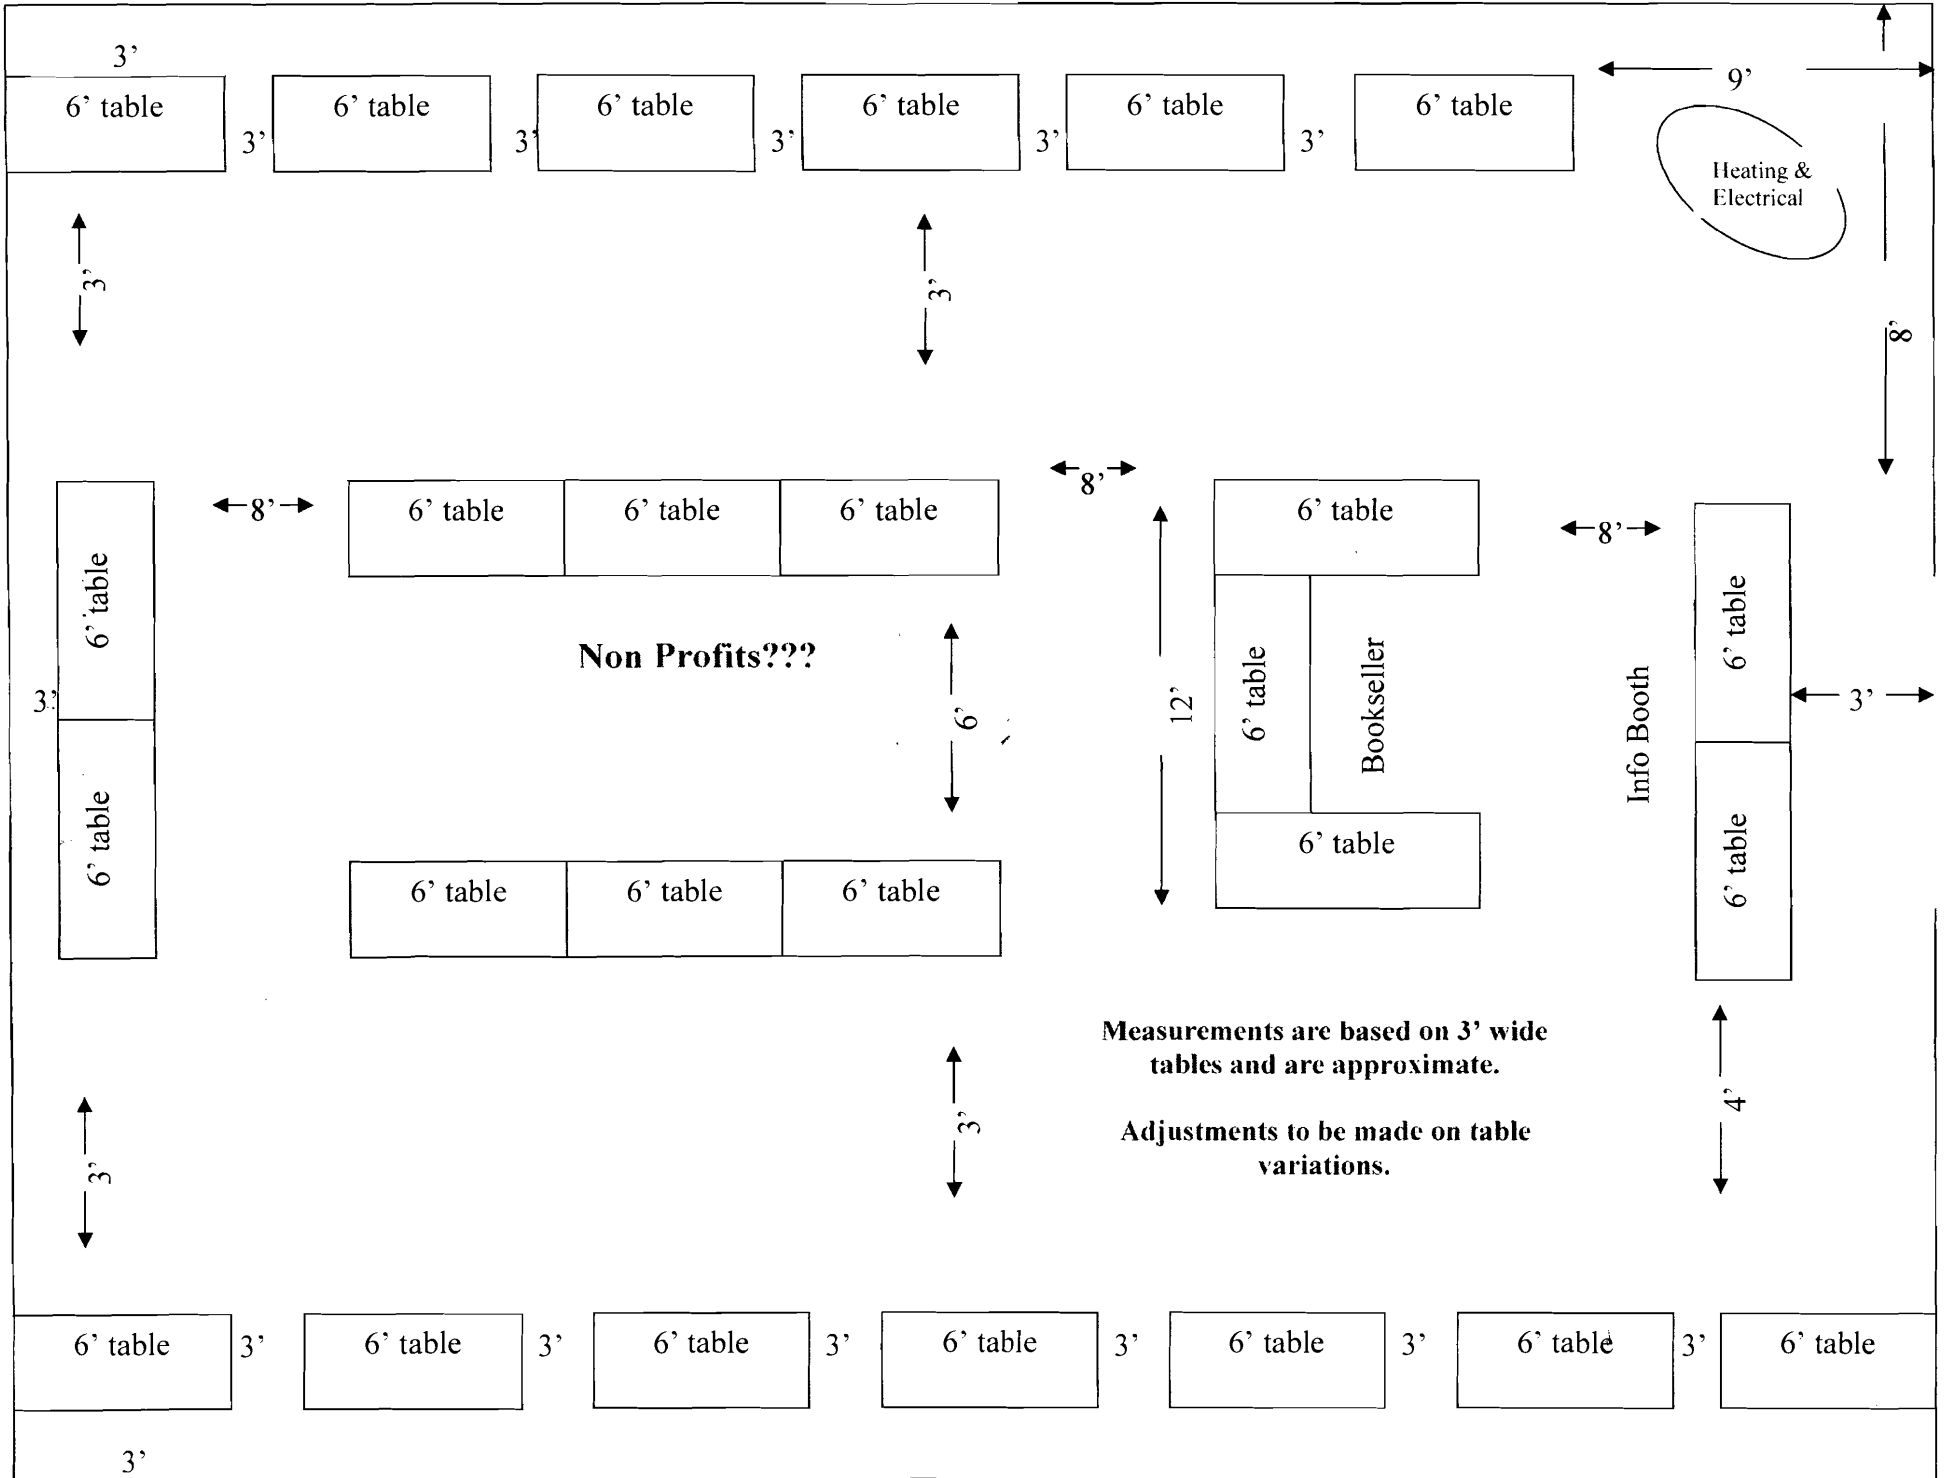 3’
9’
6’ table
6’ table
6’ table
6’ table
6’ table
6’ table
3’
3’
3’
3’
3’
Heating &
Electrical
3’
3’
8’
8’
8’
8’
6’ table
6’ table
6’ table
6’ table
6’ table
6’ table
Non Profits???
6’
12’
6’ table
Bookseller
Info Booth
3’
3’
6’ table
6’ table
6’ table
6’ table
6’ table
6’ table
6’ table
Measurements are based on 3’ wide
tables and are approximate.
Adjustments to be made on table
variations.
3’
3’
4’
6’ table
3’
6’ table
3’
6’ table
3’
6’ table
3’
6’ table
3’
6’ table
3’
6’ table
3’